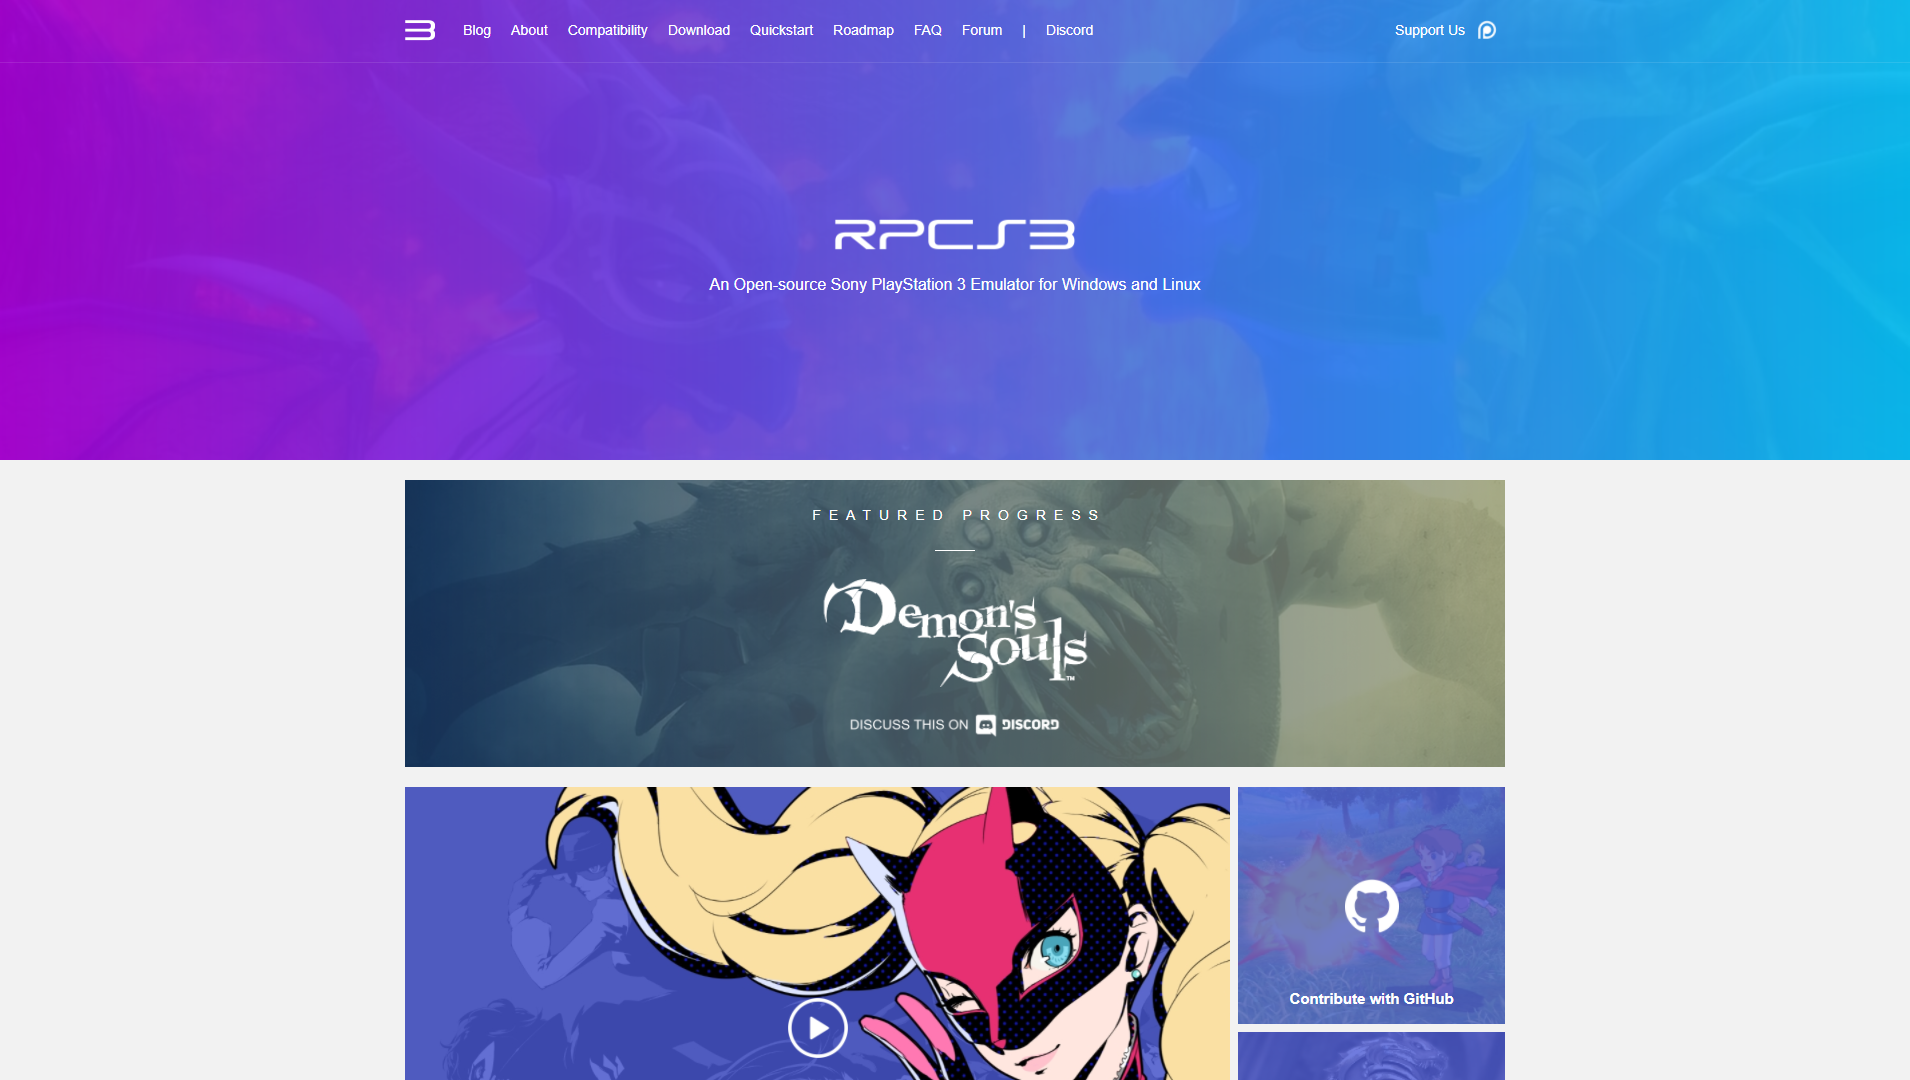 Blog About Compatibility Download Quickstart Roadmap FAQ Forum | Discord Support Us
RPCS3
An Open-source Sony PlayStation 3 Emulator for Windows and Linux
FEATURED PROGRESS
Demon's
Souls™
DISCUSS THIS ON DISCORD
Contribute with GitHub